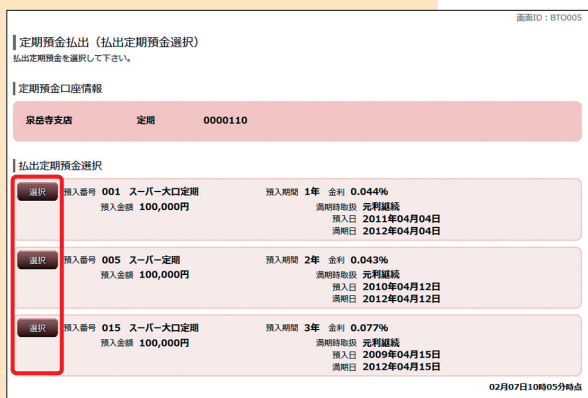 画面ID：BTO005
定期預金払出（払出定期預金選択）
払出定期預金を選択して下さい。
定期預金口座情報
泉岳寺支店 定期 0000110
払出定期預金選択
選択 預入番号 001 スーパー大口定期 預入期間 1年 金利 0.044%
預入金額 100,000円 満期時取扱 元利継続
預入日 2011年04月04日
満期日 2012年04月04日
選択 預入番号 005 スーパー定期 預入期間 2年 金利 0.043%
預入金額 100,000円 満期時取扱 元利継続
預入日 2010年04月12日
満期日 2012年04月12日
選択 預入番号 015 スーパー大口定期 預入期間 3年 金利 0.077%
預入金額 100,000円 満期時取扱 元利継続
預入日 2009年04月15日
満期日 2012年04月15日
02月07日10時05分時点